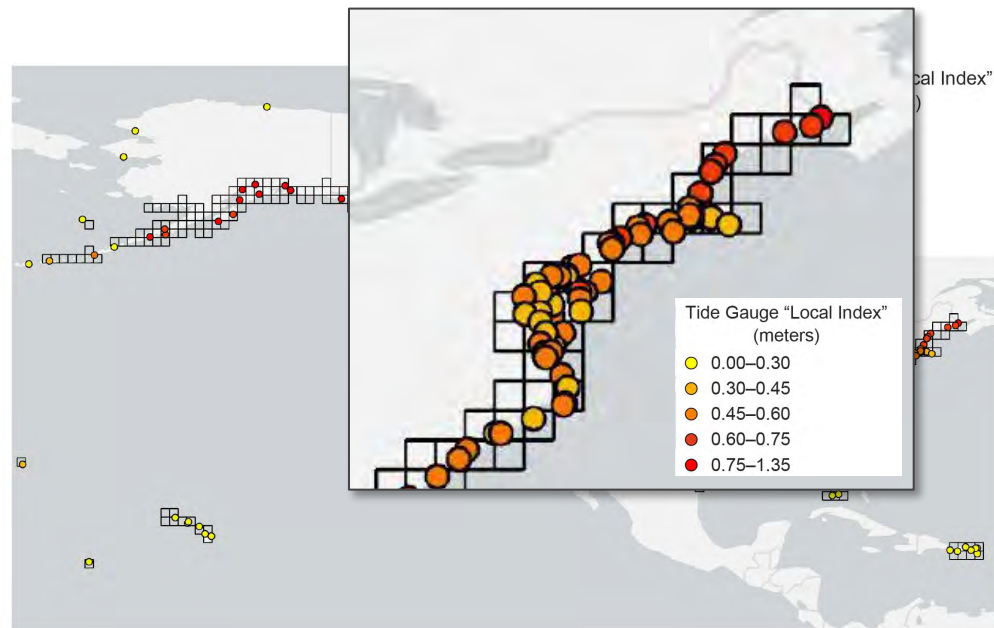 cal Index"
)
Tide Gauge “Local Index”
(meters)
0.00–0.30
0.30–0.45
0.45–0.60
0.60–0.75
0.75–1.35